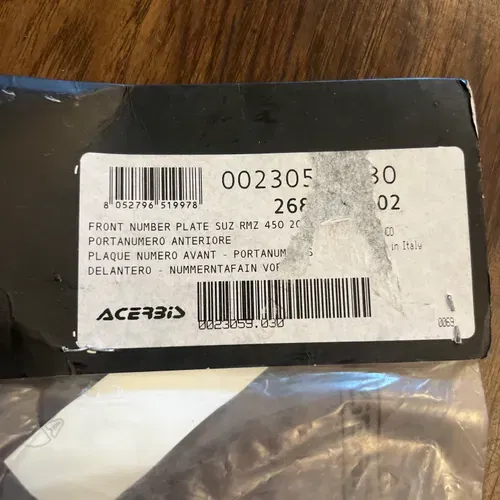 8 052796 519978
002305 30
268 02
FRONT NUMBER PLATE SUZ RMZ 450
PORTANUMERO ANTERIORE
PLAQUE NUMERO AVANT - PORTANUM
DELANTERO - NUMMERNTAFAIN
in Italy
ACERBIS
0023059.030
0069